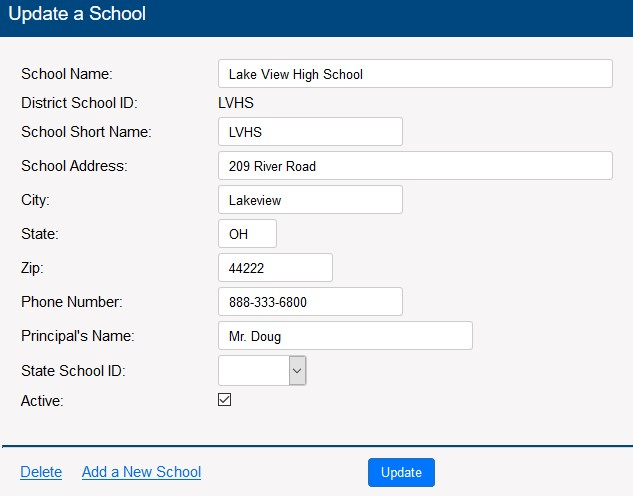 Update a School
School Name: Lake View High School
District School ID: LVHS
School Short Name: LVHS
School Address: 209 River Road
City: Lakeview
State: OH
Zip: 44222
Phone Number: 888-333-6800
Principal's Name: Mr. Doug
State School ID:
Active:
Delete Add a New School Update